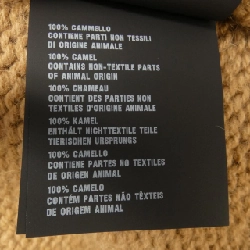 100% CAMMELLO
CONTIENE PARTI NON TESSILI
DI ORIGINE ANIMALE
100% CAMEL
CONTAINS NON-TEXTILE PARTS
OF ANIMAL ORIGIN
100% CHAMEAU
CONTIENT DES PARTIES NON
TEXTILES D'ORIGINE ANIMALE
100% KAMEL
ENTHÄLT NICHTTEXTILE TEILE
TIERISCHEN URSPRUNGS
100% CAMELLO
CONTIENE PARTES NO TEXTILES
DE ORIGEN ANIMAL
100% CAMELO
CONTÉM PARTES NÃO TÊXTEIS
DE ORIGEM ANIMAL